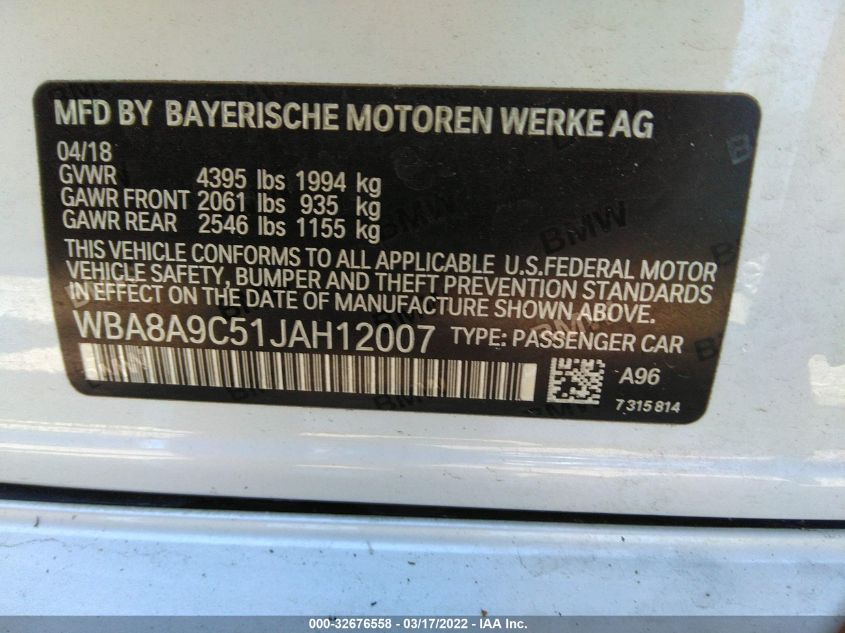 MFD BY BAYERISCHE MOTOREN WERKE AG
04/18
GVWR 4395 lbs 1994 kg
GAWR FRONT 2061 lbs 935 kg
GAWR REAR 2546 lbs 1155 kg
THIS VEHICLE CONFORMS TO ALL APPLICABLE U.S.FEDERAL MOTOR
VEHICLE SAFETY, BUMPER AND THEFT PREVENTION STANDARDS
IN EFFECT ON THE DATE OF MANUFACTURE SHOWN ABOVE.
WBA8A9C51JAH12007 TYPE: PASSENGER CAR
A96
7 315 814
BMW
BMW
BMW
000-32676558 - 03/17/2022 - IAA Inc.